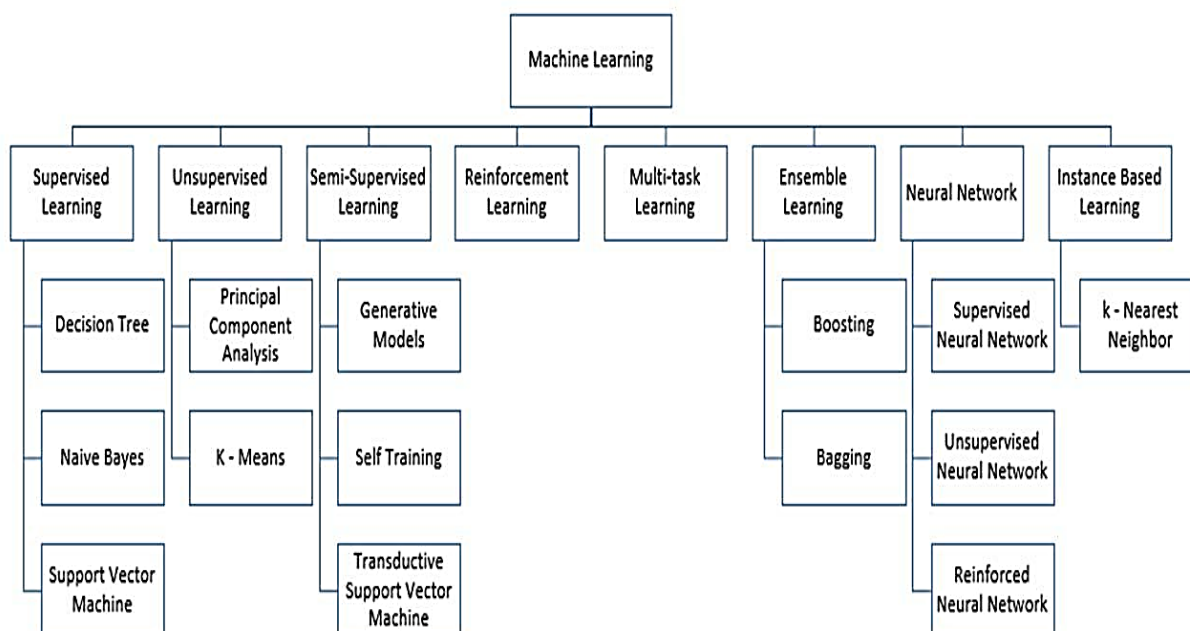 Machine Learning
Supervised
Learning
Unsupervised
Learning
Semi-Supervised
Learning
Reinforcement
Learning
Multi-task
Learning
Ensemble
Learning
Neural Network
Instance Based
Learning
Decision Tree
Principal
Component
Analysis
Generative
Models
Boosting
Supervised
Neural Network
k - Nearest
Neighbor
Naive Bayes
K - Means
Self Training
Bagging
Unsupervised
Neural Network
Support Vector
Machine
Transductive
Support Vector
Machine
Reinforced
Neural Network